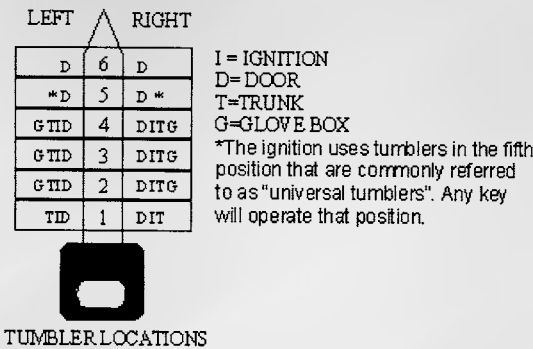 LEFT RIGHT
D 6 D
*D 5 D*
GTID 4 DITG
GTID 3 DITG
GTID 2 DITG
TID 1 DIT
I = IGNITION
D= DOOR
T=TRUNK
G=GLOVE BOX
*The ignition uses tumblers in the fifth
position that are commonly referred
to as "universal tumblers". Any key
will operate that position.
TUMBLER LOCATIONS